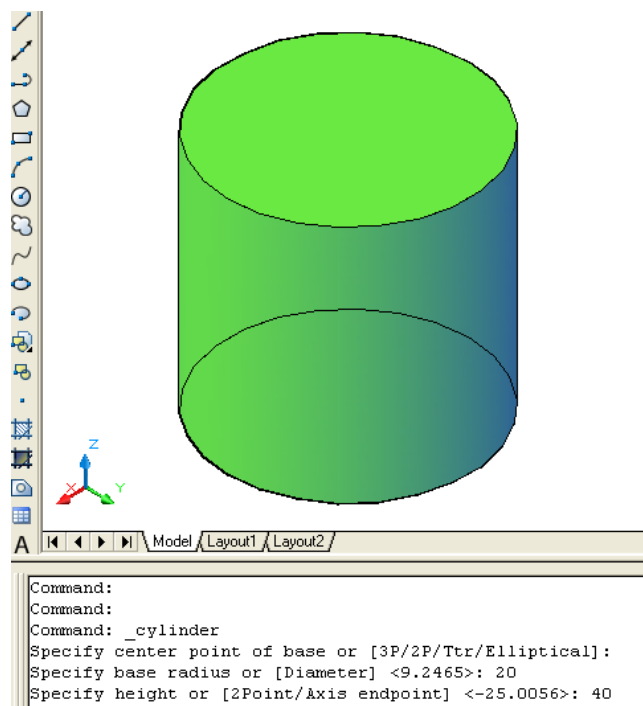 Z
X
Y
A
Model Layout1 Layout2
Command:
Command:
Command: _cylinder
Specify center point of base or [3P/2P/Ttr/Elliptical]:
Specify base radius or [Diameter] <9.2465>: 20
Specify height or [2Point/Axis endpoint] <-25.0056>: 40